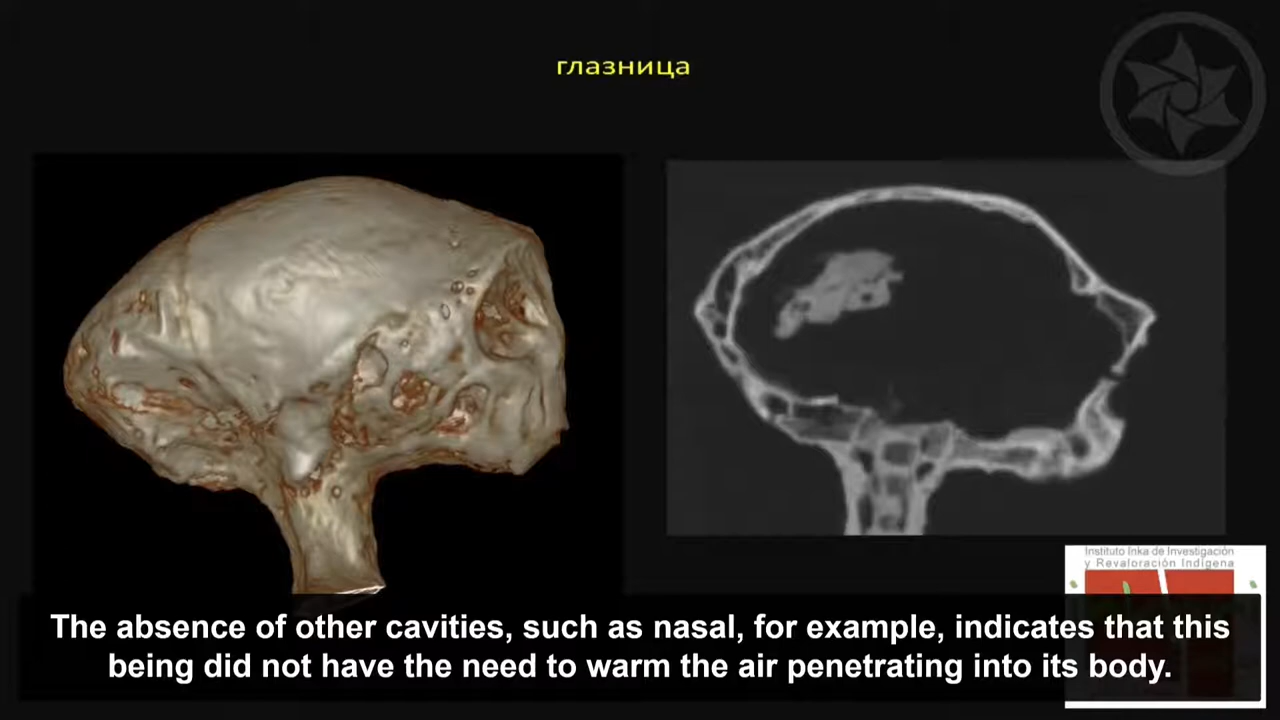 глазница
Instituto Inka de Investigación
y Revaloración Indígena
The absence of other cavities, such as nasal, for example, indicates that this
being did not have the need to warm the air penetrating into its body.